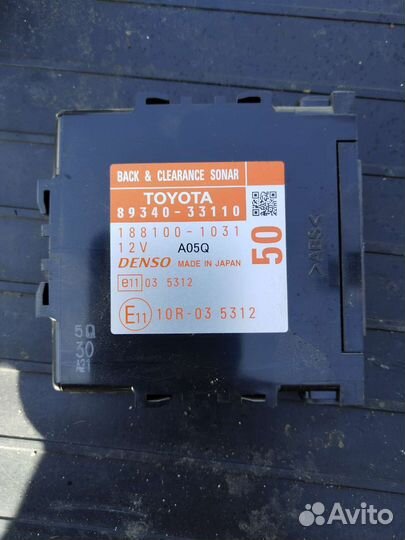 BACK & CLEARANCE SONAR
TOYOTA
89340-33110
188100-1031
12V A05Q
DENSO MADE IN JAPAN
e11 03 5312
E11 10R-03 5312
50
>ABS<
5Q
30
A21
Avito